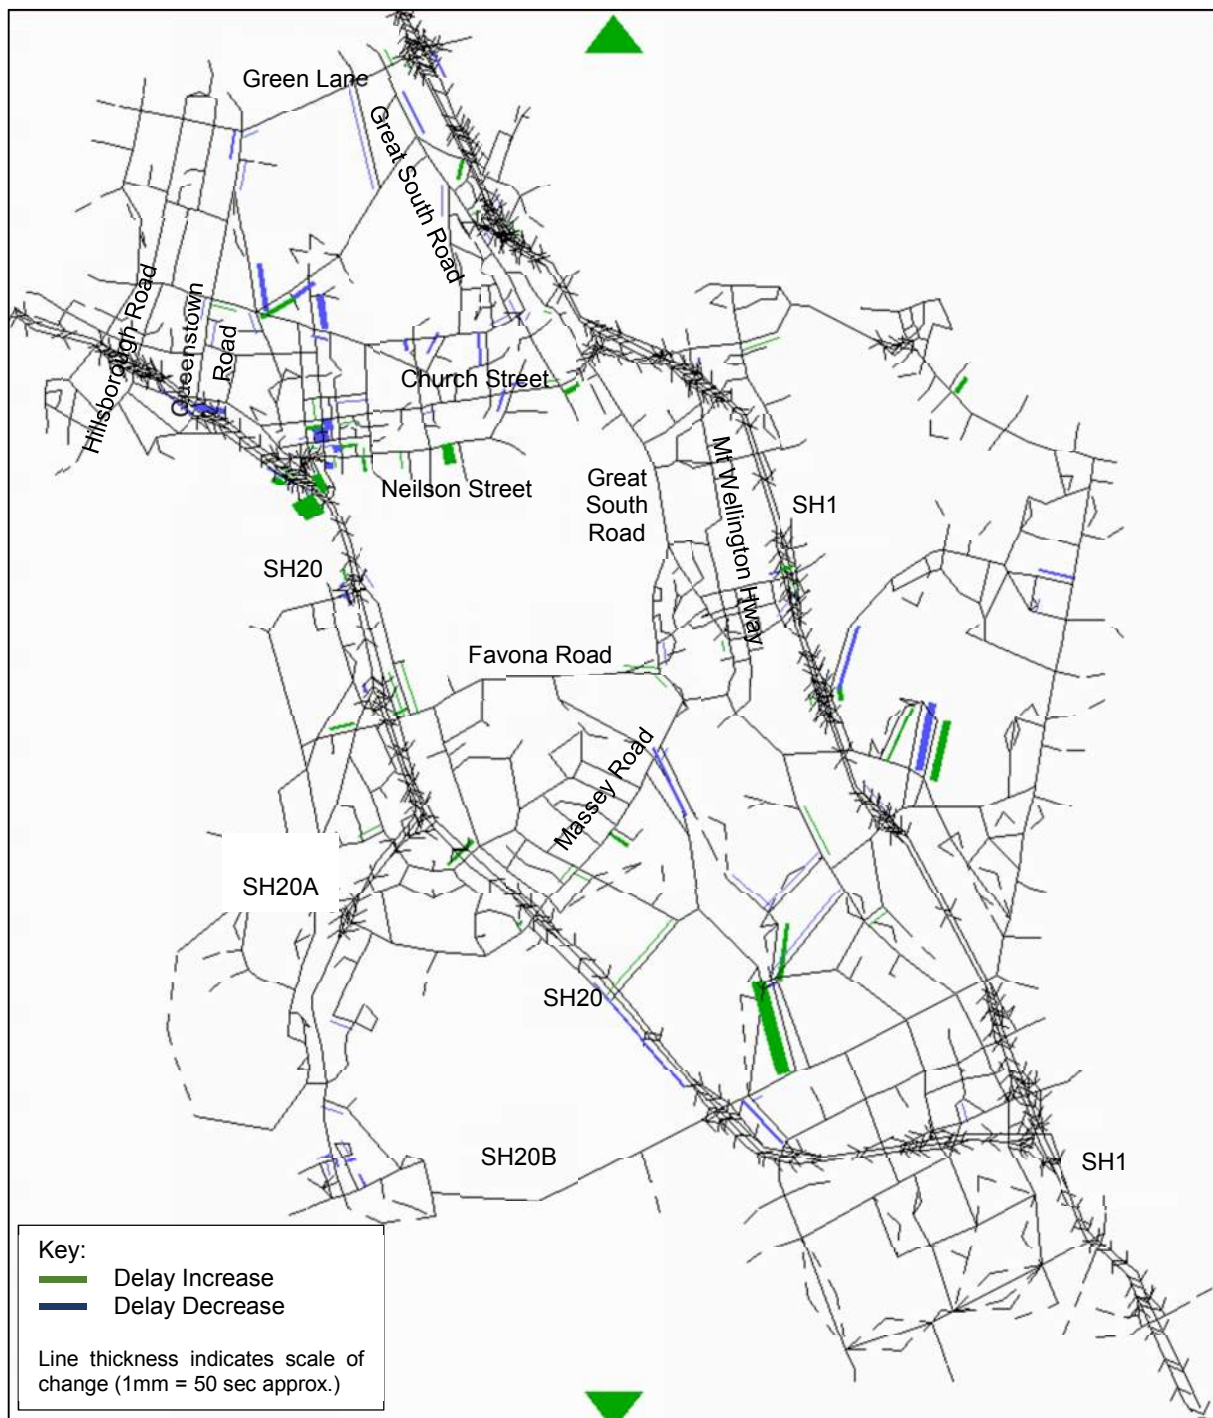 Green Lane
Great South Road
Hillsborough Road
Queenstown
Road
Church Street
Neilson Street
Great
South
Road
Mt Wellington Hway
SH1
SH20
Favona Road
Massey Road
SH20A
SH20
SH20B
SH1
Key:
Delay Increase
Delay Decrease
Line thickness indicates scale of
change (1mm = 50 sec approx.)